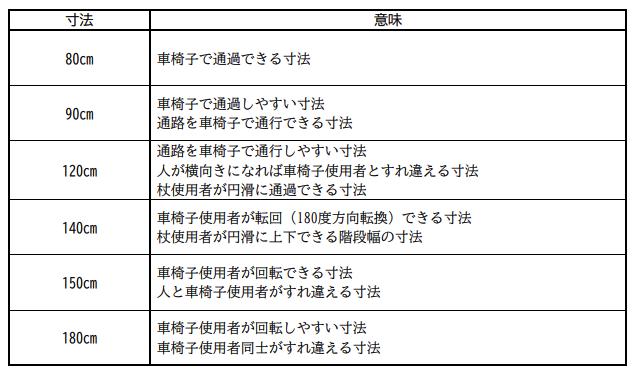 寸法 意味
80cm 車椅子で通過できる寸法
90cm 車椅子で通過しやすい寸法
通路を車椅子で通行できる寸法
120cm 通路を車椅子で通行しやすい寸法
人が横向きになれば車椅子使用者とすれ違える寸法
杖使用者が円滑に通過できる寸法
140cm 車椅子使用者が転回（180度方向転換）できる寸法
杖使用者が円滑に上下できる階段幅の寸法
150cm 車椅子使用者が回転できる寸法
人と車椅子使用者がすれ違える寸法
180cm 車椅子使用者が回転しやすい寸法
車椅子使用者同士がすれ違える寸法